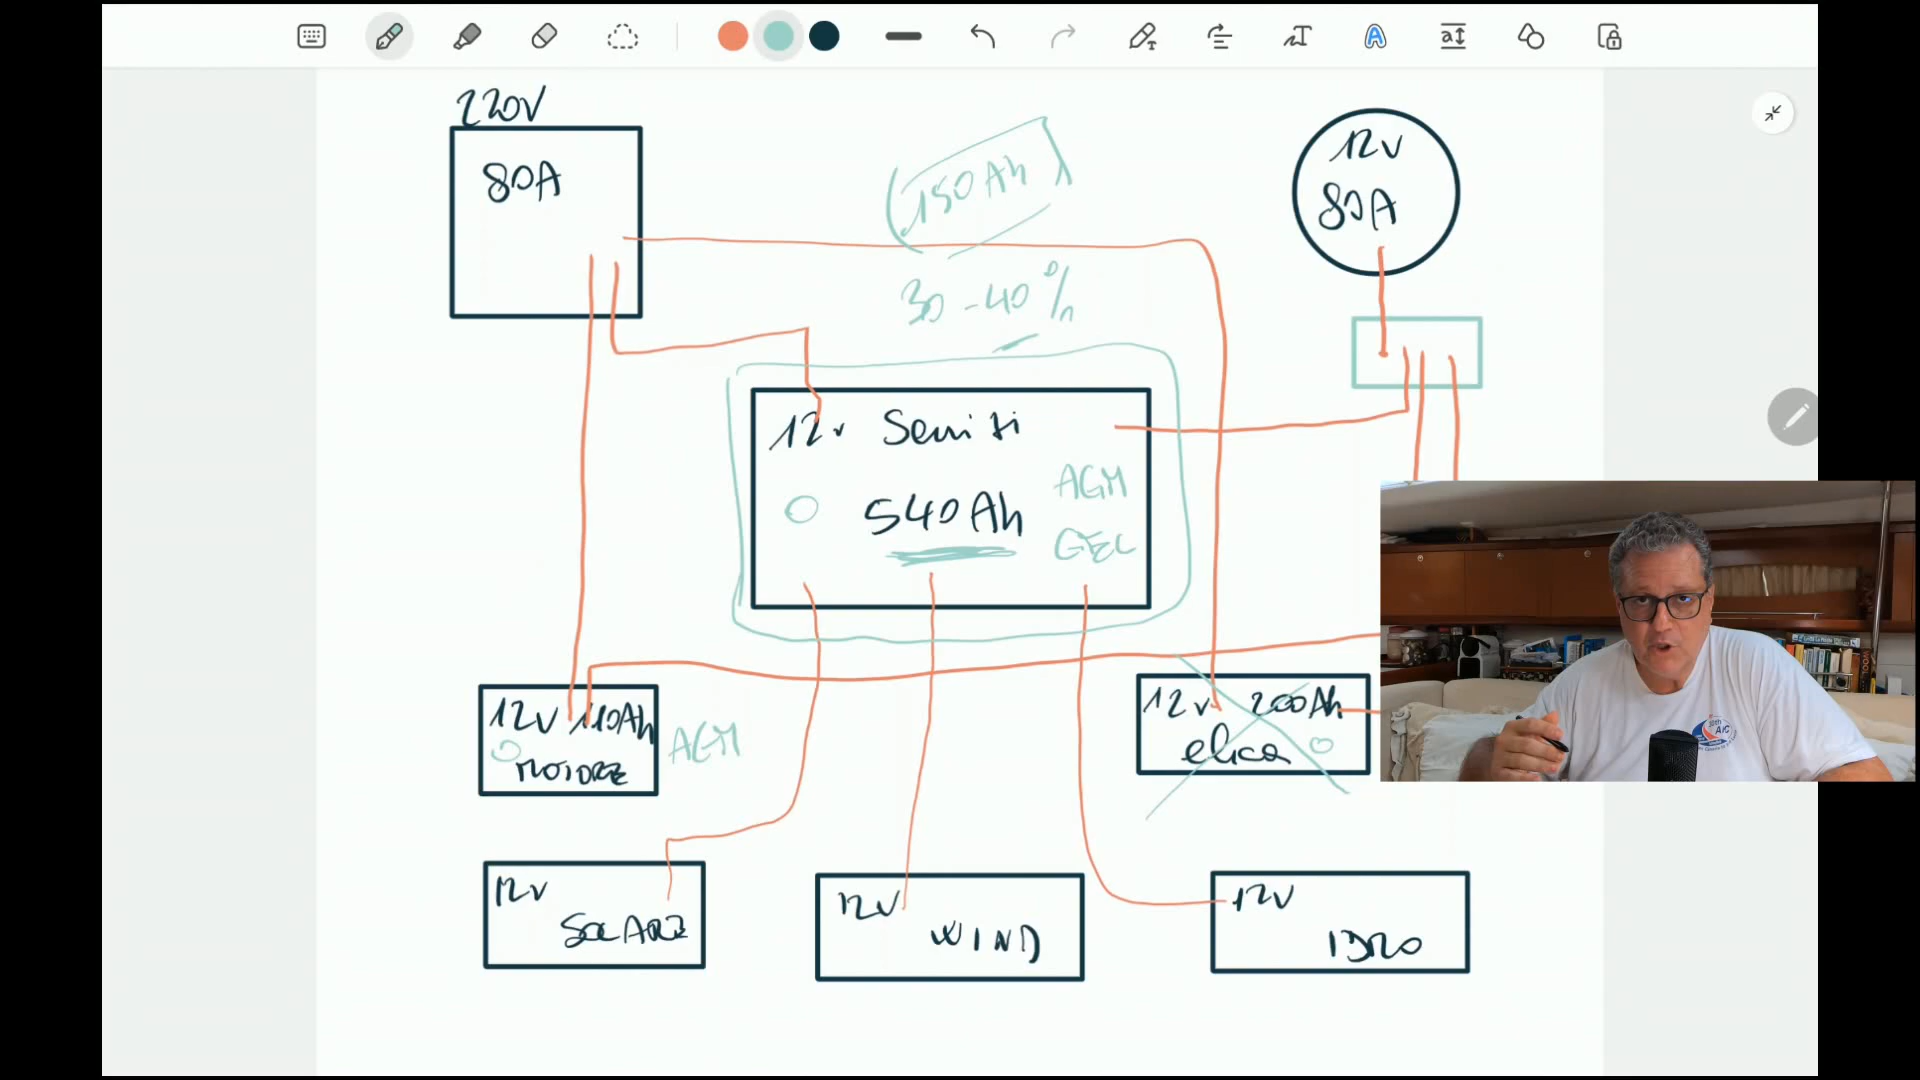 220V
80A
150Ah
30-40%
12V
80A
12v Servizi
540Ah
AGM
GEL
12V 110Ah
MOTORE
AGM
12v 200Ah
elica
12V
SOLARE
12V
WIND
12V
IDRO